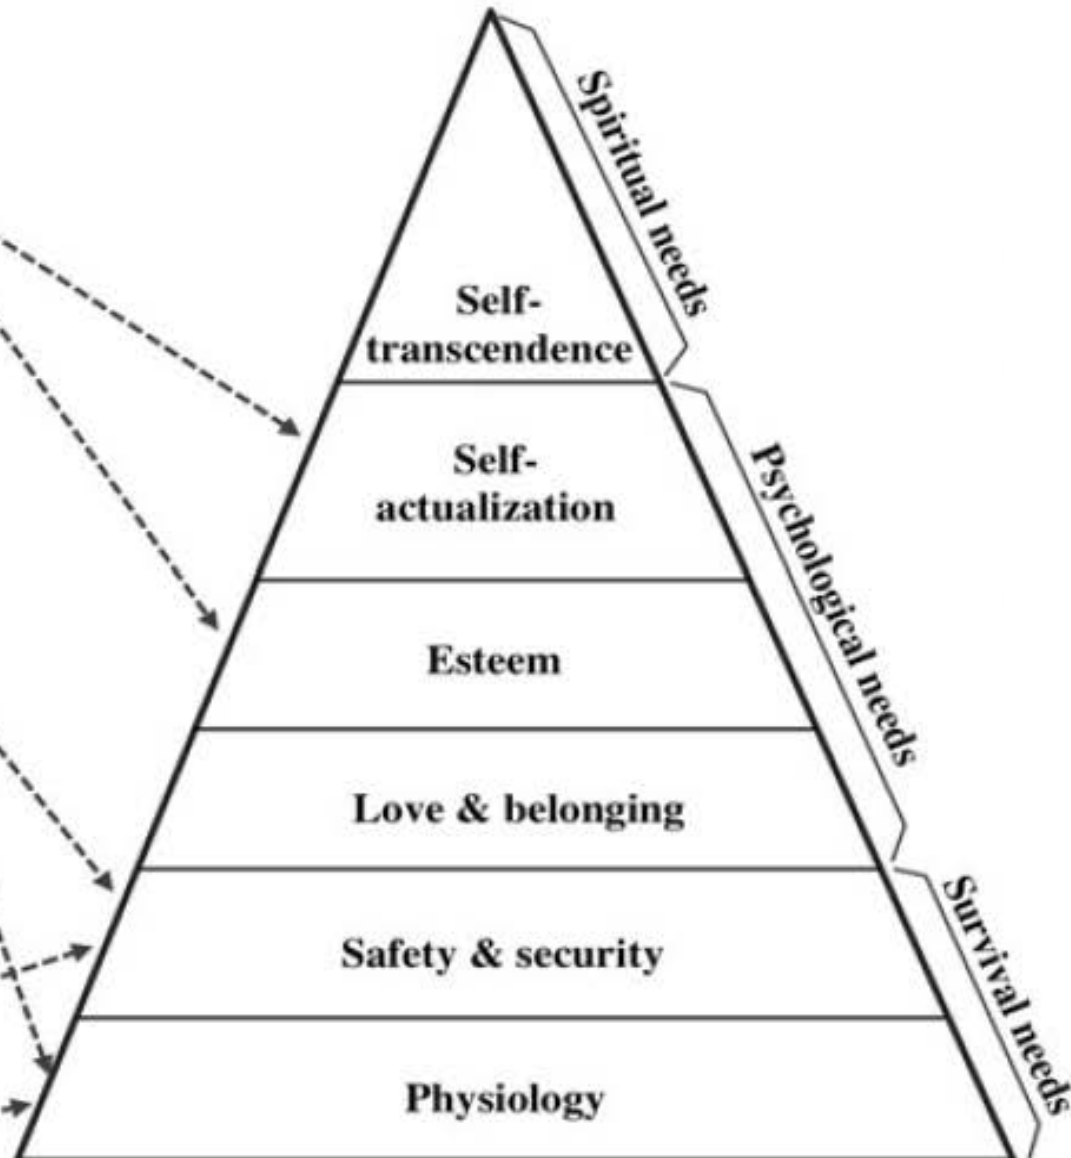 Spiritual needs
Self-
transcendence
Self-
actualization
Psychological needs
Esteem
Love & belonging
Safety & security
Survival needs
Physiology